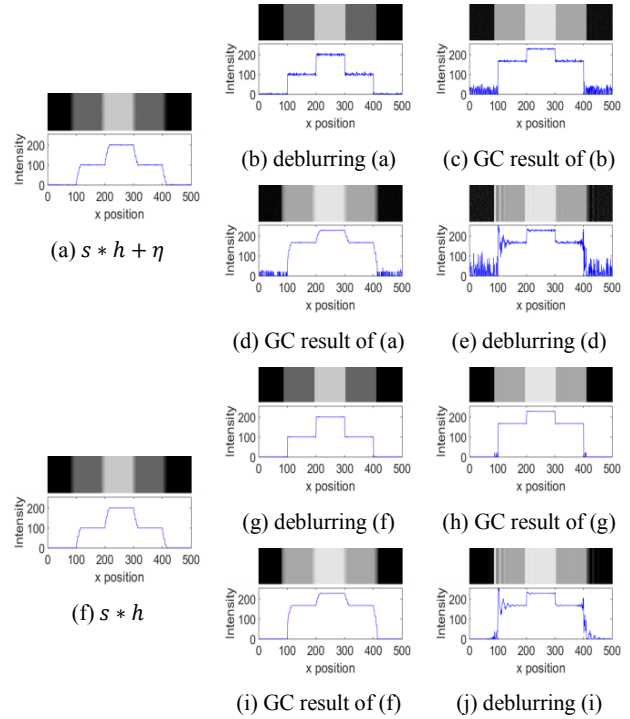 Intensity
200
100
0
0 100 200 300 400 500
x position
(a) s * h + η
Intensity
200
100
0
0 100 200 300 400 500
x position
(b) deblurring (a)
Intensity
200
100
0
0 100 200 300 400 500
x position
(c) GC result of (b)
Intensity
200
100
0
0 100 200 300 400 500
x position
(d) GC result of (a)
Intensity
200
100
0
0 100 200 300 400 500
x position
(e) deblurring (d)
Intensity
200
100
0
0 100 200 300 400 500
x position
(f) s * h
Intensity
200
100
0
0 100 200 300 400 500
x position
(g) deblurring (f)
Intensity
200
100
0
0 100 200 300 400 500
x position
(h) GC result of (g)
Intensity
200
100
0
0 100 200 300 400 500
x position
(i) GC result of (f)
Intensity
200
100
0
0 100 200 300 400 500
x position
(j) deblurring (i)